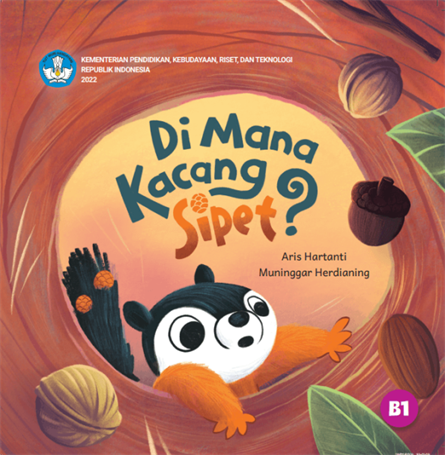 KEMENTERIAN PENDIDIKAN, KEBUDAYAAN, RISET, DAN TEKNOLOGI
REPUBLIK INDONESIA
2022
Di Mana
Kacang
Sipet?
Aris Hartanti
Muninggar Herdianing
B1